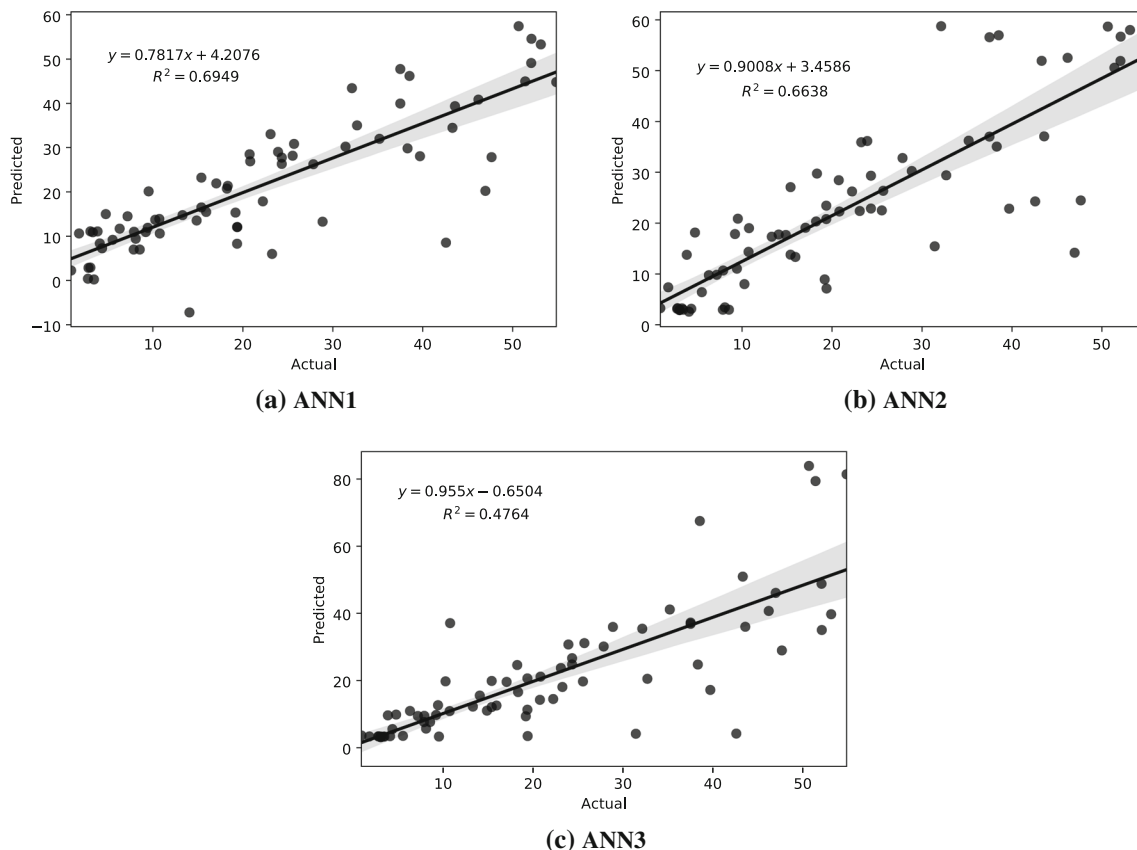 60
50
40
30
20
10
0
−10
Predicted
y = 0.7817x + 4.2076
R² = 0.6949
10 20 30 40 50
Actual
(a) ANN1
60
50
40
30
20
10
0
Predicted
y = 0.9008x + 3.4586
R² = 0.6638
10 20 30 40 50
Actual
(b) ANN2
80
60
40
20
0
Predicted
y = 0.955x − 0.6504
R² = 0.4764
10 20 30 40 50
Actual
(c) ANN3